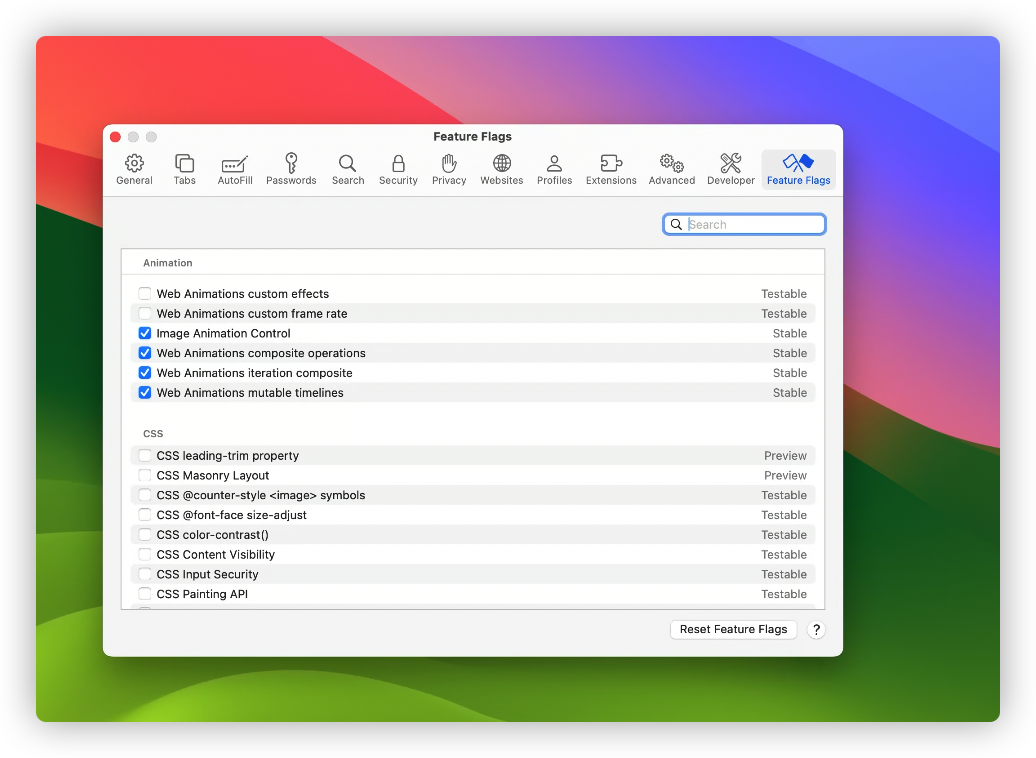 Feature Flags
General Tabs AutoFill Passwords Search Security Privacy Websites Profiles Extensions Advanced Developer Feature Flags
Search
Animation
Web Animations custom effects Testable
Web Animations custom frame rate Testable
Image Animation Control Stable
Web Animations composite operations Stable
Web Animations iteration composite Stable
Web Animations mutable timelines Stable
CSS
CSS leading-trim property Preview
CSS Masonry Layout Preview
CSS @counter-style <image> symbols Testable
CSS @font-face size-adjust Testable
CSS color-contrast() Testable
CSS Content Visibility Testable
CSS Input Security Testable
CSS Painting API Testable
Reset Feature Flags ?